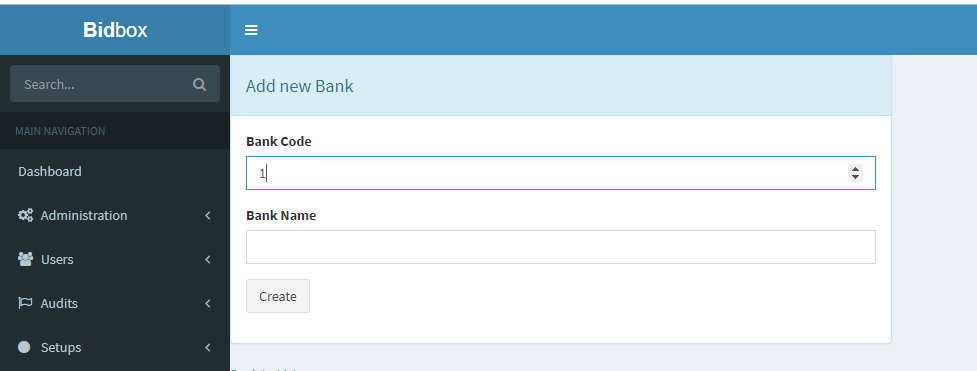 Bidbox
Search...
MAIN NAVIGATION
Dashboard
Administration
Users
Audits
Setups
Add new Bank
Bank Code
1
Bank Name
Create